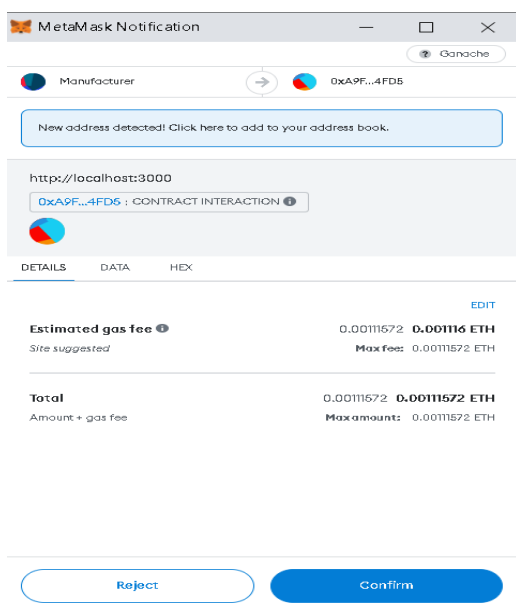 MetaMask Notification
Ganache
Manufacturer 0xA9F...4FD5
New address detected! Click here to add to your address book.
http://localhost:3000
0xA9F...4FD5 : CONTRACT INTERACTION
DETAILS DATA HEX
EDIT
Estimated gas fee 0.00111572 0.001116 ETH
Site suggested Max fee: 0.00111572 ETH
Total 0.00111572 0.00111572 ETH
Amount + gas fee Max amount: 0.00111572 ETH
Reject Confirm